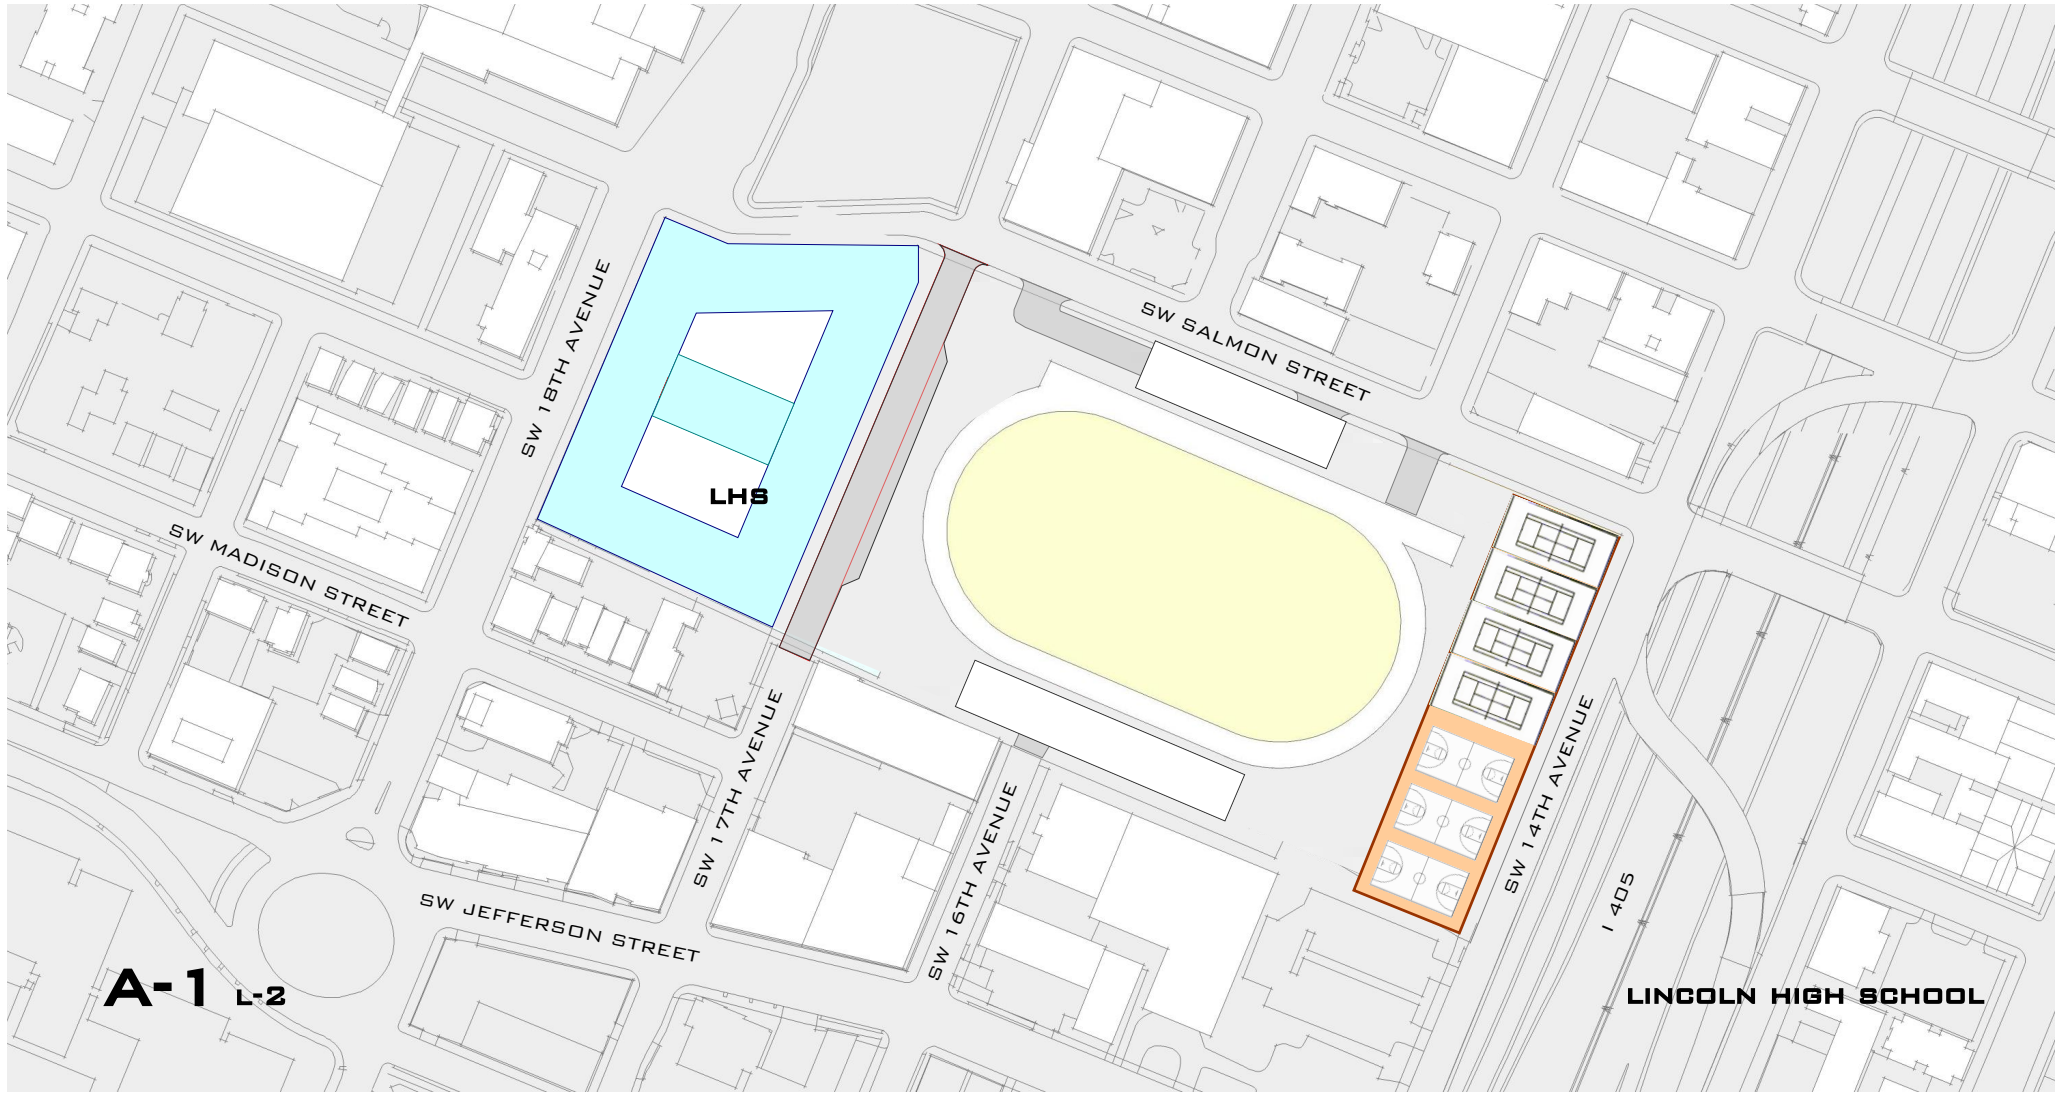 SW 18TH AVENUE
SW SALMON STREET
LHS
SW MADISON STREET
SW 17TH AVENUE
SW 16TH AVENUE
SW 14TH AVENUE
I 405
SW JEFFERSON STREET
A-1 L-2
LINCOLN HIGH SCHOOL